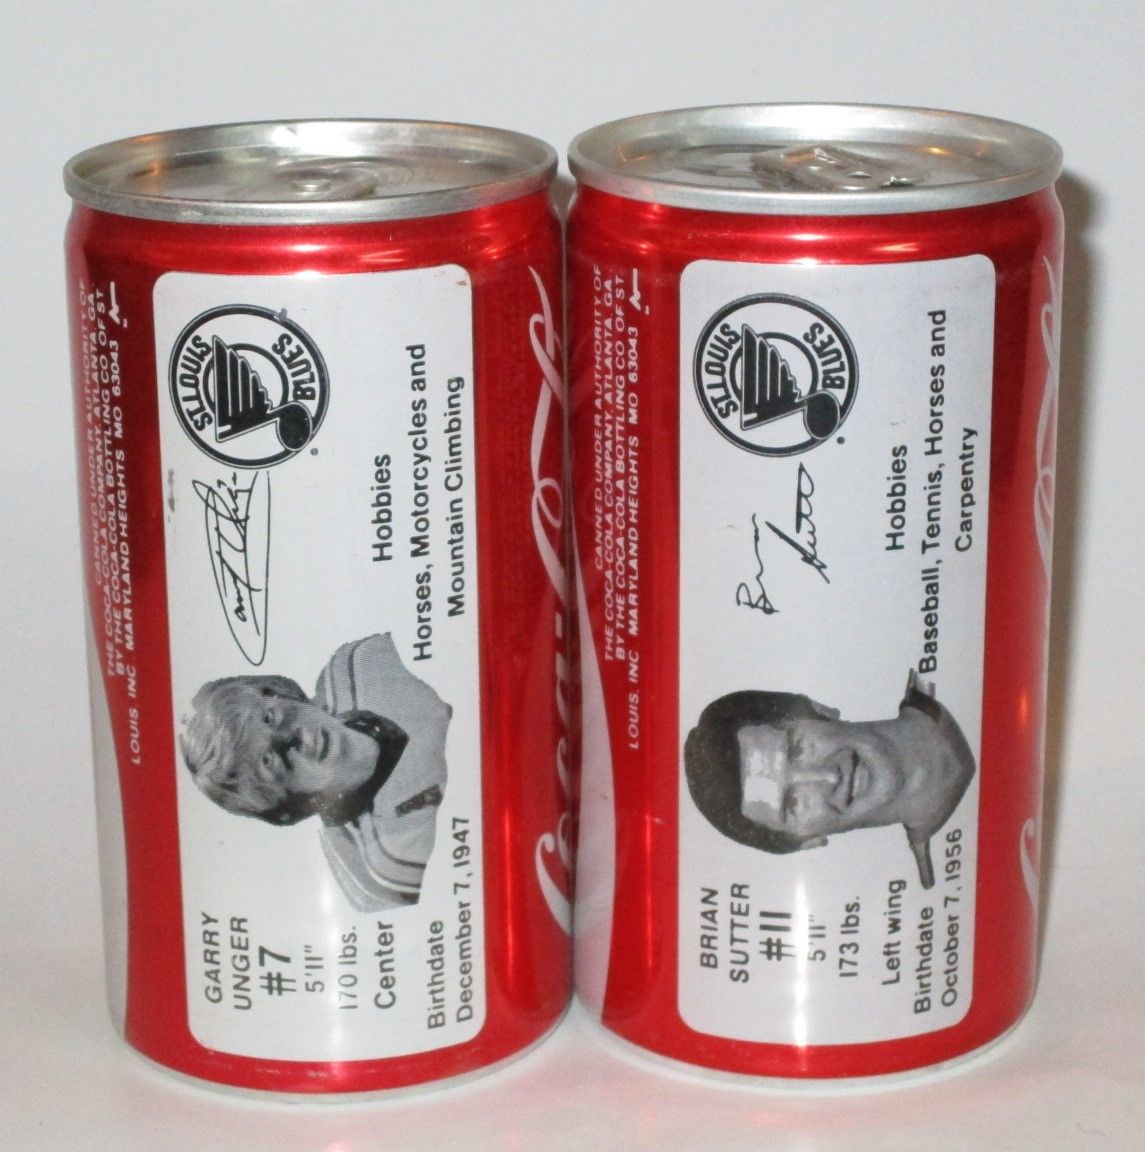 CANNED UNDER AUTHORITY OF
THE COCA-COLA COMPANY, ATLANTA, GA.
BY THE COCA-COLA BOTTLING CO OF ST
LOUIS, INC MARYLAND HEIGHTS MO 63043
ST. LOUIS
BLUES
GARRY
UNGER
#7
5'11"
170 lbs.
Center
Birthdate
December 7, 1947
Hobbies
Horses, Motorcycles and
Mountain Climbing
Coca-Cola
CANNED UNDER AUTHORITY OF
THE COCA-COLA COMPANY, ATLANTA, GA.
BY THE COCA-COLA BOTTLING CO OF ST
LOUIS, INC MARYLAND HEIGHTS MO 63043
ST. LOUIS
BLUES
Brian Sutter
BRIAN
SUTTER
#11
5'11"
173 lbs.
Left wing
Birthdate
October 7, 1956
Hobbies
Baseball, Tennis, Horses and
Carpentry